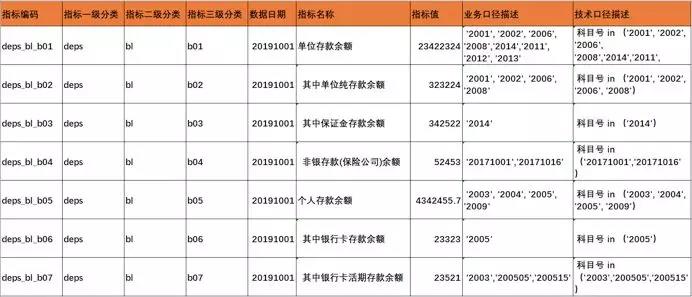 指标编码 指标一级分类 指标二级分类 指标三级分类 数据日期 指标名称 指标值 业务口径描述 技术口径描述
deps_bl_b01 deps bl b01 20191001 单位存款余额 23422324 '2001', '2002', '2006', '2008','2014','2011', '2012', '2013' 科目号 in （'2001', '2002', '2006', '2008','2014','2011',
deps_bl_b02 deps bl b02 20191001 其中单位纯存款余额 323224 '2001', '2002', '2006', '2008' 科目号 in （'2001', '2002', '2006', '2008'）
deps_bl_b03 deps bl b03 20191001 其中保证金存款余额 342522 '2014' 科目号 in （'2014'）
deps_bl_b04 deps bl b04 20191001 非银存款(保险公司)余额 52453 '20171001','20171016' 科目号 in （'20171001','20171016'）
deps_bl_b05 deps bl b05 20191001 个人存款余额 4342455.7 '2003', '2004', '2005', '2009' 科目号 in （'2003', '2004', '2005', '2009'）
deps_bl_b06 deps bl b06 20191001 其中银行卡存款余额 23323 '2005' 科目号 in （'2005'）
deps_bl_b07 deps bl b07 20191001 其中银行卡活期存款余额 23521 '2003','200505','200515' 科目号 in （'2003','200505','200515'）